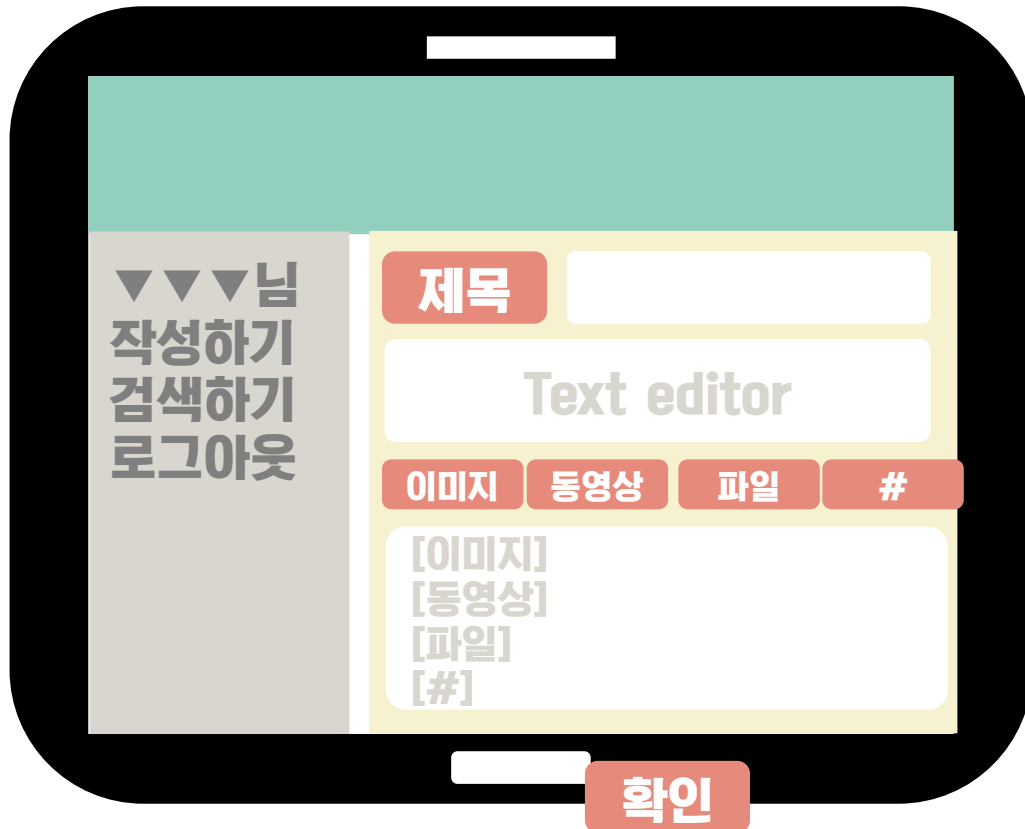 ▼▼▼님
작성하기
검색하기
로그아웃
제목
Text editor
이미지 동영상 파일 #
[이미지]
[동영상]
[파일]
[#]
확인